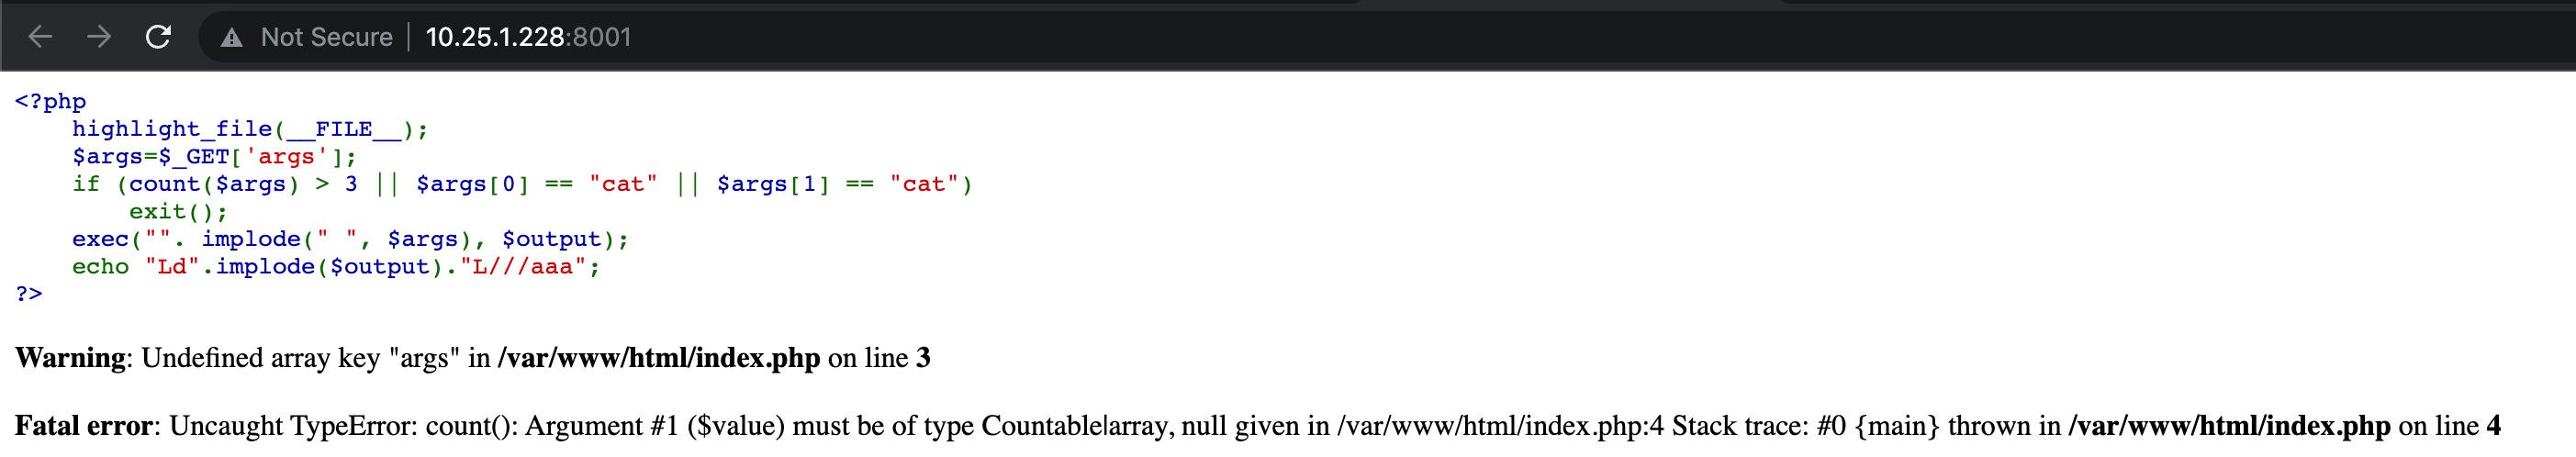 Not Secure | 10.25.1.228:8001
<?php
highlight_file(__FILE__);
$args=$_GET['args'];
if (count($args) > 3 || $args[0] == "cat" || $args[1] == "cat")
exit();
exec("". implode(" ", $args), $output);
echo "Ld".implode($output)."L///aaa";
?>
Warning: Undefined array key "args" in /var/www/html/index.php on line 3
Fatal error: Uncaught TypeError: count(): Argument #1 ($value) must be of type Countable|array, null given in /var/www/html/index.php:4 Stack trace: #0 {main} thrown in /var/www/html/index.php on line 4